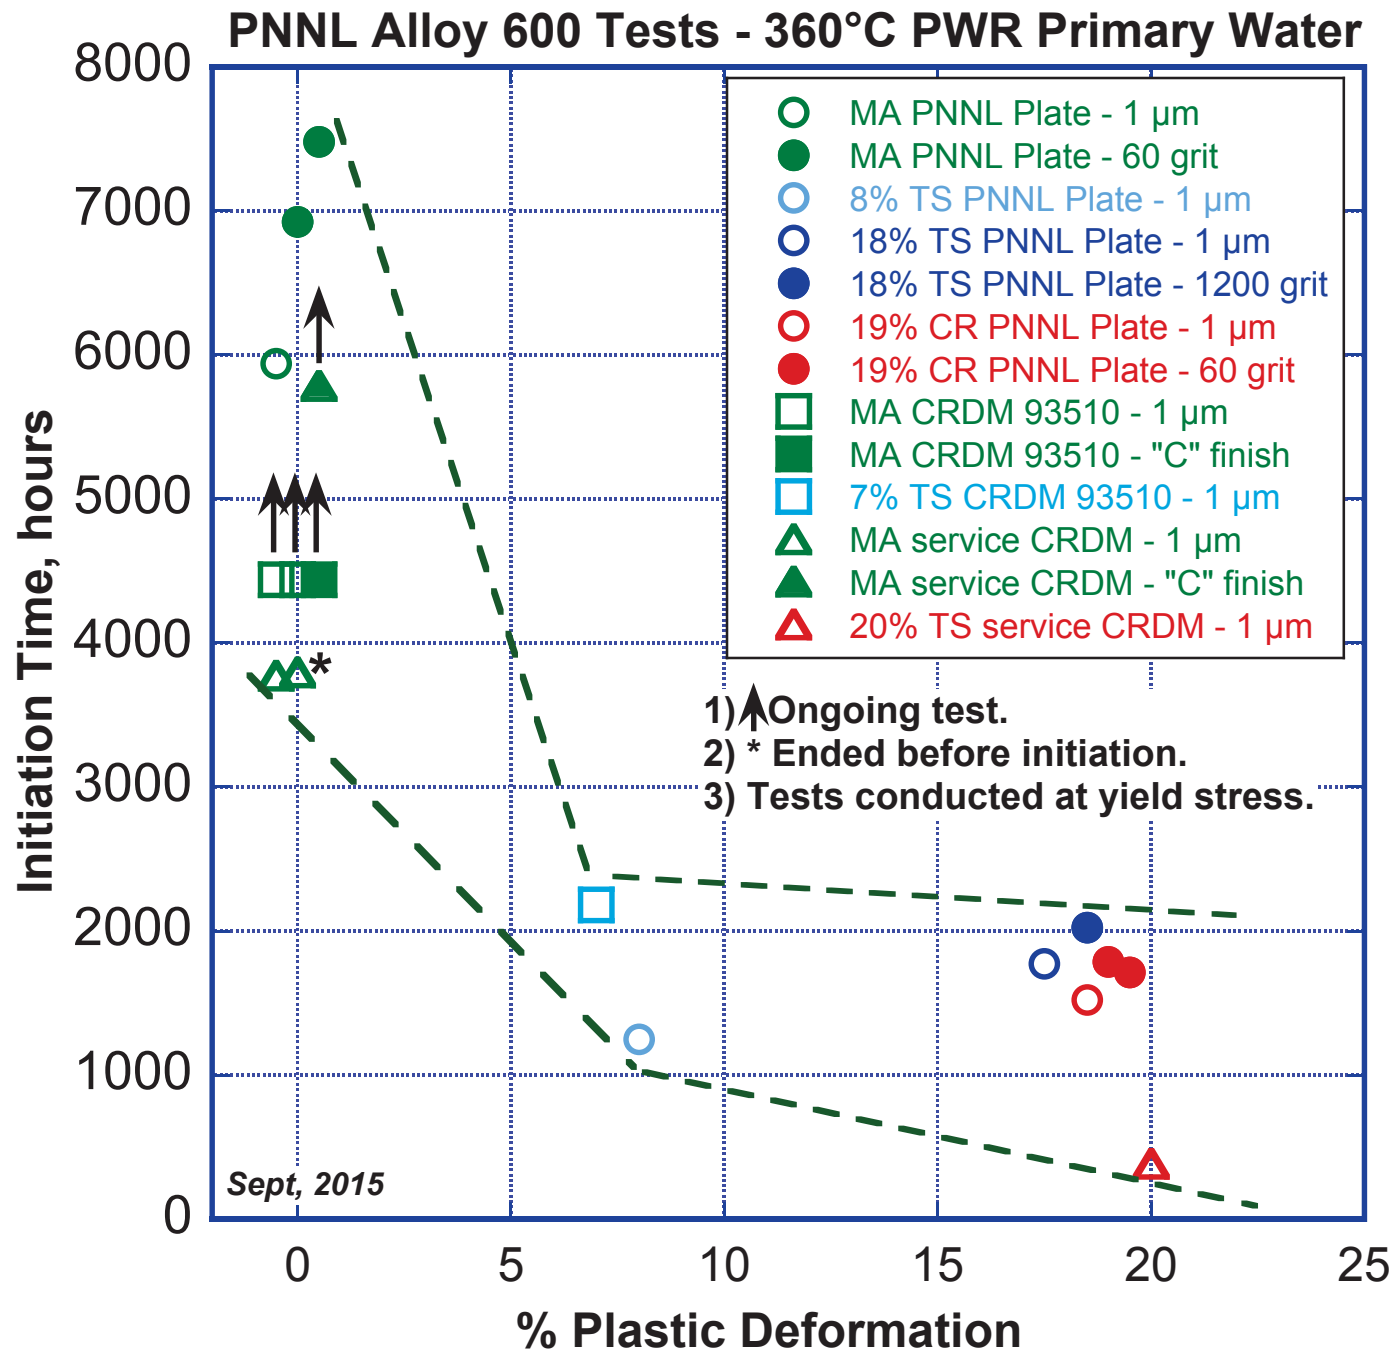 PNNL Alloy 600 Tests - 360°C PWR Primary Water
8000
7000
6000
5000
4000
3000
2000
1000
0
Initiation Time, hours
MA PNNL Plate - 1 µm
MA PNNL Plate - 60 grit
8% TS PNNL Plate - 1 µm
18% TS PNNL Plate - 1 µm
18% TS PNNL Plate - 1200 grit
19% CR PNNL Plate - 1 µm
19% CR PNNL Plate - 60 grit
MA CRDM 93510 - 1 µm
MA CRDM 93510 - "C" finish
7% TS CRDM 93510 - 1 µm
MA service CRDM - 1 µm
MA service CRDM - "C" finish
20% TS service CRDM - 1 µm
*
1) Ongoing test.
2) * Ended before initiation.
3) Tests conducted at yield stress.
Sept, 2015
0 5 10 15 20 25
% Plastic Deformation